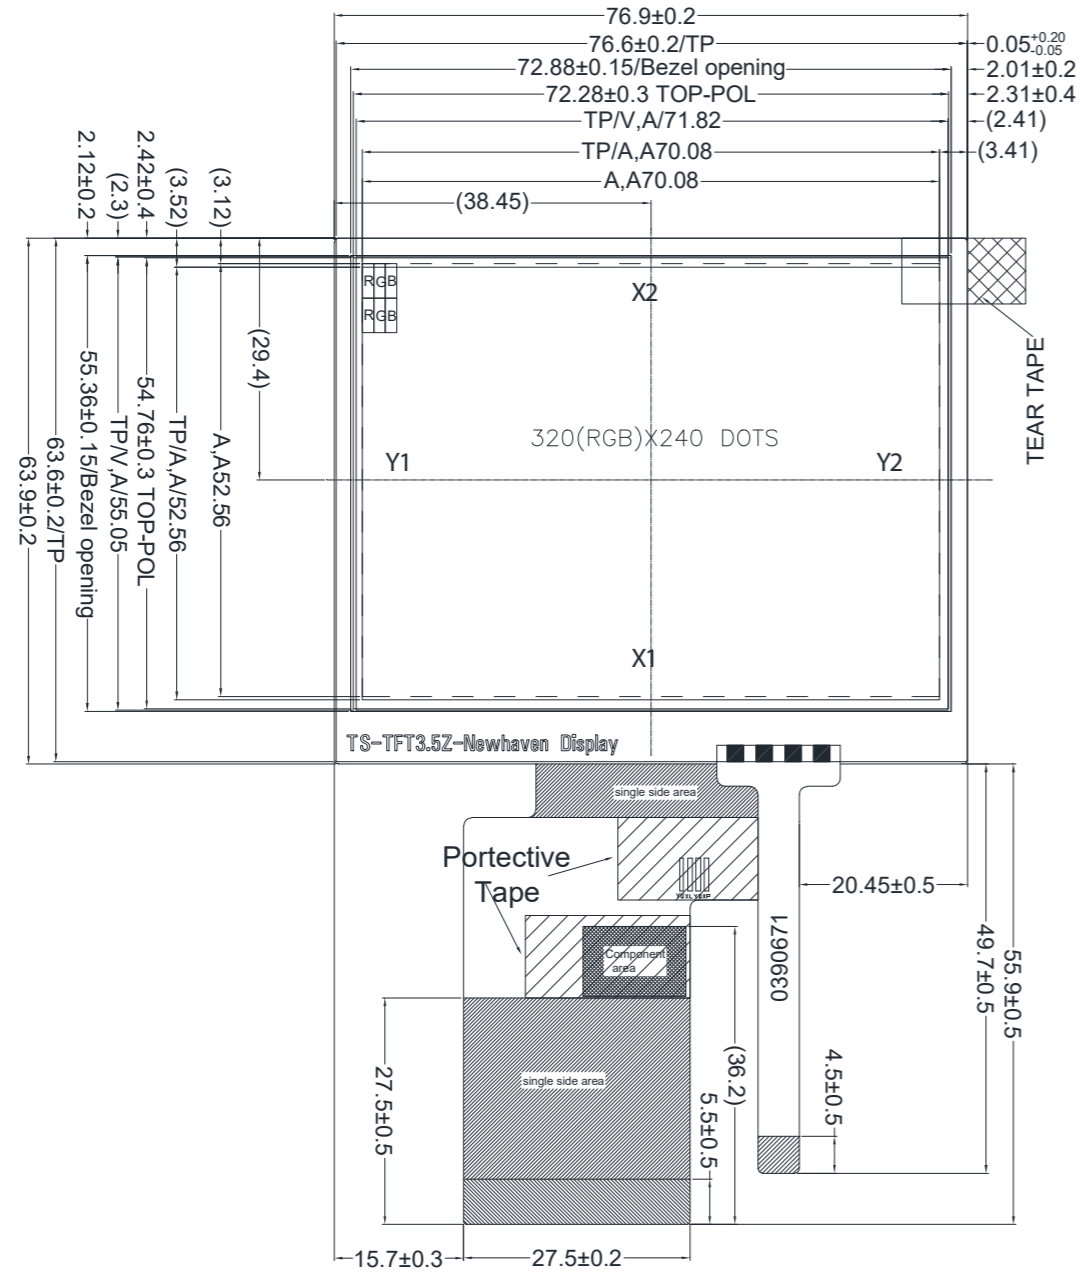 76.9±0.2
76.6±0.2/TP
0.05+0.20-0.05
72.88±0.15/Bezel opening
2.01±0.2
72.28±0.3 TOP-POL
2.31±0.4
TP/V,A/71.82
(2.41)
TP/A,A70.08
(3.41)
A,A70.08
(38.45)
2.12±0.2
(2.3)
2.42±0.4
(3.52)
(3.12)
RGB
RGB
X2
(29.4)
TEAR TAPE
320(RGB)X240 DOTS
Y1
Y2
63.9±0.2
63.6±0.2/TP
55.36±0.15/Bezel opening
TP/V,A/55.05
54.76±0.3 TOP-POL
TP/A,A/52.56
A,A52.56
X1
TS-TFT3.5Z-Newhaven Display
single side area
Portective
Tape
20.45±0.5
0390671
49.7±0.5
55.9±0.5
Component
area
(36.2)
4.5±0.5
27.5±0.5
single side area
5.5±0.5
15.7±0.3
27.5±0.2